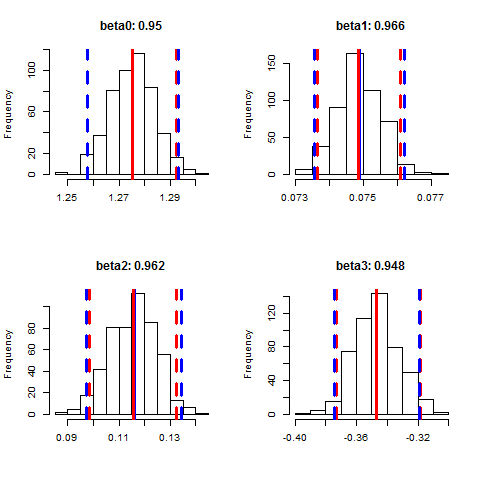 beta0: 0.95
Frequency
0 20 60 100
1.25 1.27 1.29
beta1: 0.966
Frequency
0 50 100 150
0.073 0.075 0.077
beta2: 0.962
Frequency
0 20 40 60 80
0.09 0.11 0.13
beta3: 0.948
Frequency
0 40 80 120
-0.40 -0.36 -0.32